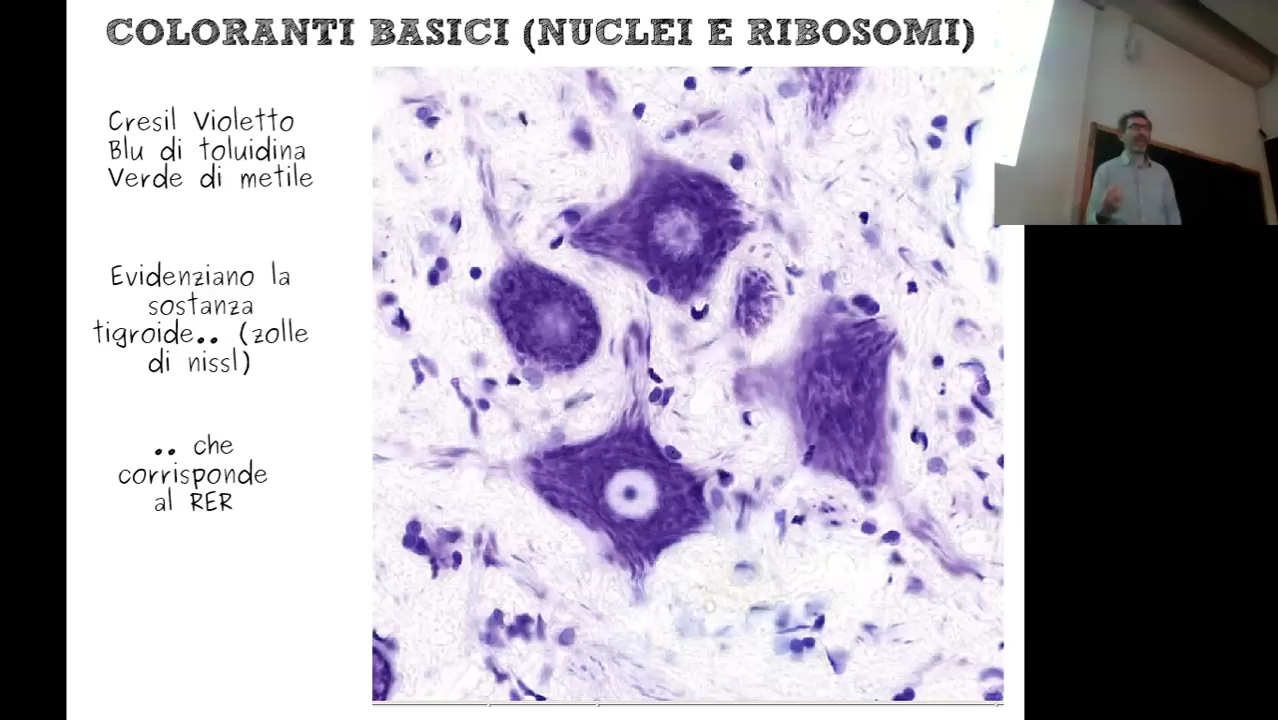 COLORANTI BASICI (NUCLEI E RIBOSOMI)
Cresil Violetto
Blu di toluidina
Verde di metile
Evidenziano la
sostanza
tigroide.. (zolle
di nissl)
.. che
corrisponde
al RER